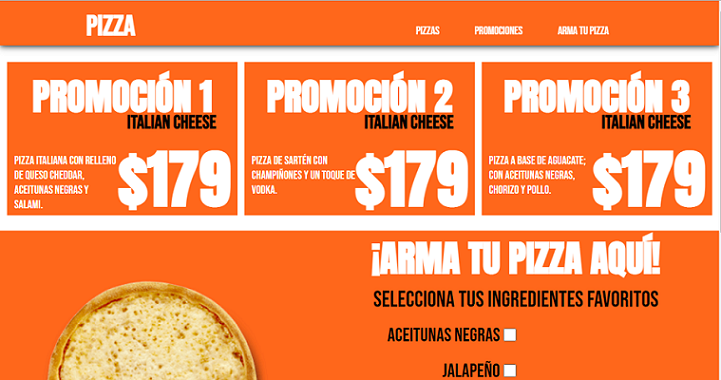 PIZZA
PIZZAS
PROMOCIONES
ARMA TU PIZZA
PROMOCIÓN 1
ITALIAN CHEESE
PIZZA ITALIANA CON RELLENO
DE QUESO CHEDDAR,
ACEITUNAS NEGRAS Y
SALAMI.
$179
PROMOCIÓN 2
ITALIAN CHEESE
PIZZA DE SARTÉN CON
CHAMPIÑONES Y UN TOQUE DE
VODKA.
$179
PROMOCIÓN 3
ITALIAN CHEESE
PIZZA A BASE DE AGUACATE;
CON ACEITUNAS NEGRAS,
CHORIZO Y POLLO.
$179
¡ARMA TU PIZZA AQUÍ!
SELECCIONA TUS INGREDIENTES FAVORITOS
ACEITUNAS NEGRAS
JALAPEÑO